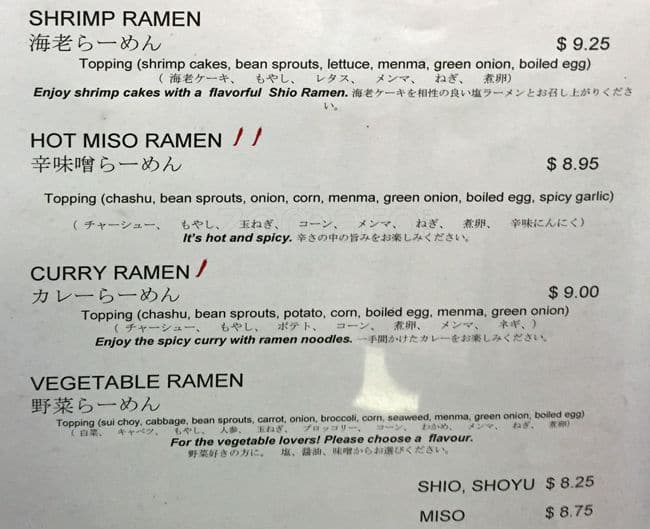 SHRIMP RAMEN
海老らーめん $ 9.25
Topping (shrimp cakes, bean sprouts, lettuce, menma, green onion, boiled egg)
( 海老ケーキ、 もやし、 レタス、 メンマ、 ねぎ、 煮卵)
Enjoy shrimp cakes with a flavorful Shio Ramen. 海老ケーキを相性の良い塩ラーメンとお召し上がりくださ
い。
HOT MISO RAMEN
辛味噌らーめん $ 8.95
Topping (chashu, bean sprouts, onion, corn, menma, green onion, boiled egg, spicy garlic)
( チャーシュー、 もやし、 玉ねぎ、 コーン、 メンマ、 ねぎ、 煮卵、 辛味にんにく)
It's hot and spicy. 辛さの中の旨みをお楽しみください。
CURRY RAMEN
カレーらーめん $ 9.00
Topping (chashu, bean sprouts, potato, corn, boiled egg, menma, green onion)
( チャーシュー、 もやし、 ポテト、 コーン、 煮卵、 メンマ、 ネギ、)
Enjoy the spicy curry with ramen noodles. 一手間かけたカレーをお楽しみください。
VEGETABLE RAMEN
野菜らーめん
Topping (sui choy, cabbage, bean sprouts, carrot, onion, broccoli, corn, seaweed, menma, green onion, boiled egg)
( 白菜、 キャベツ、 もやし、 人参、 玉ねぎ、 ブロッコリー、 コーン、 わかめ、 メンマ、 ねぎ、 煮卵)
For the vegetable lovers! Please choose a flavour.
野菜好きの方に。 塩、醤油、味噌からお選びください。
SHIO, SHOYU $ 8.25
MISO $ 8.75